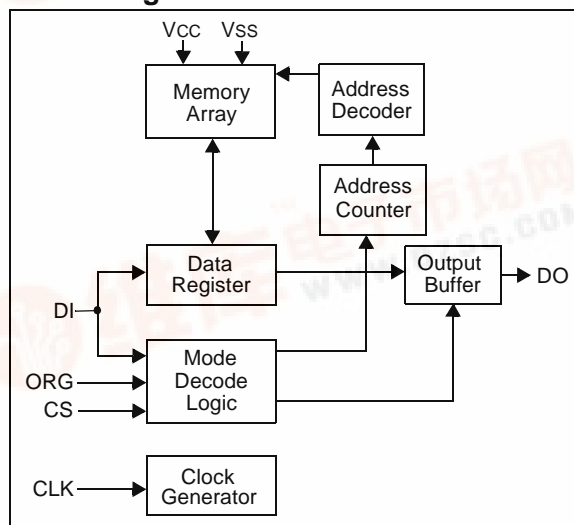 VCC VSS
Memory
Array
Address
Decoder
Address
Counter
Data
Register
Output
Buffer
DO
DI
Mode
Decode
Logic
ORG
CS
CLK
Clock
Generator